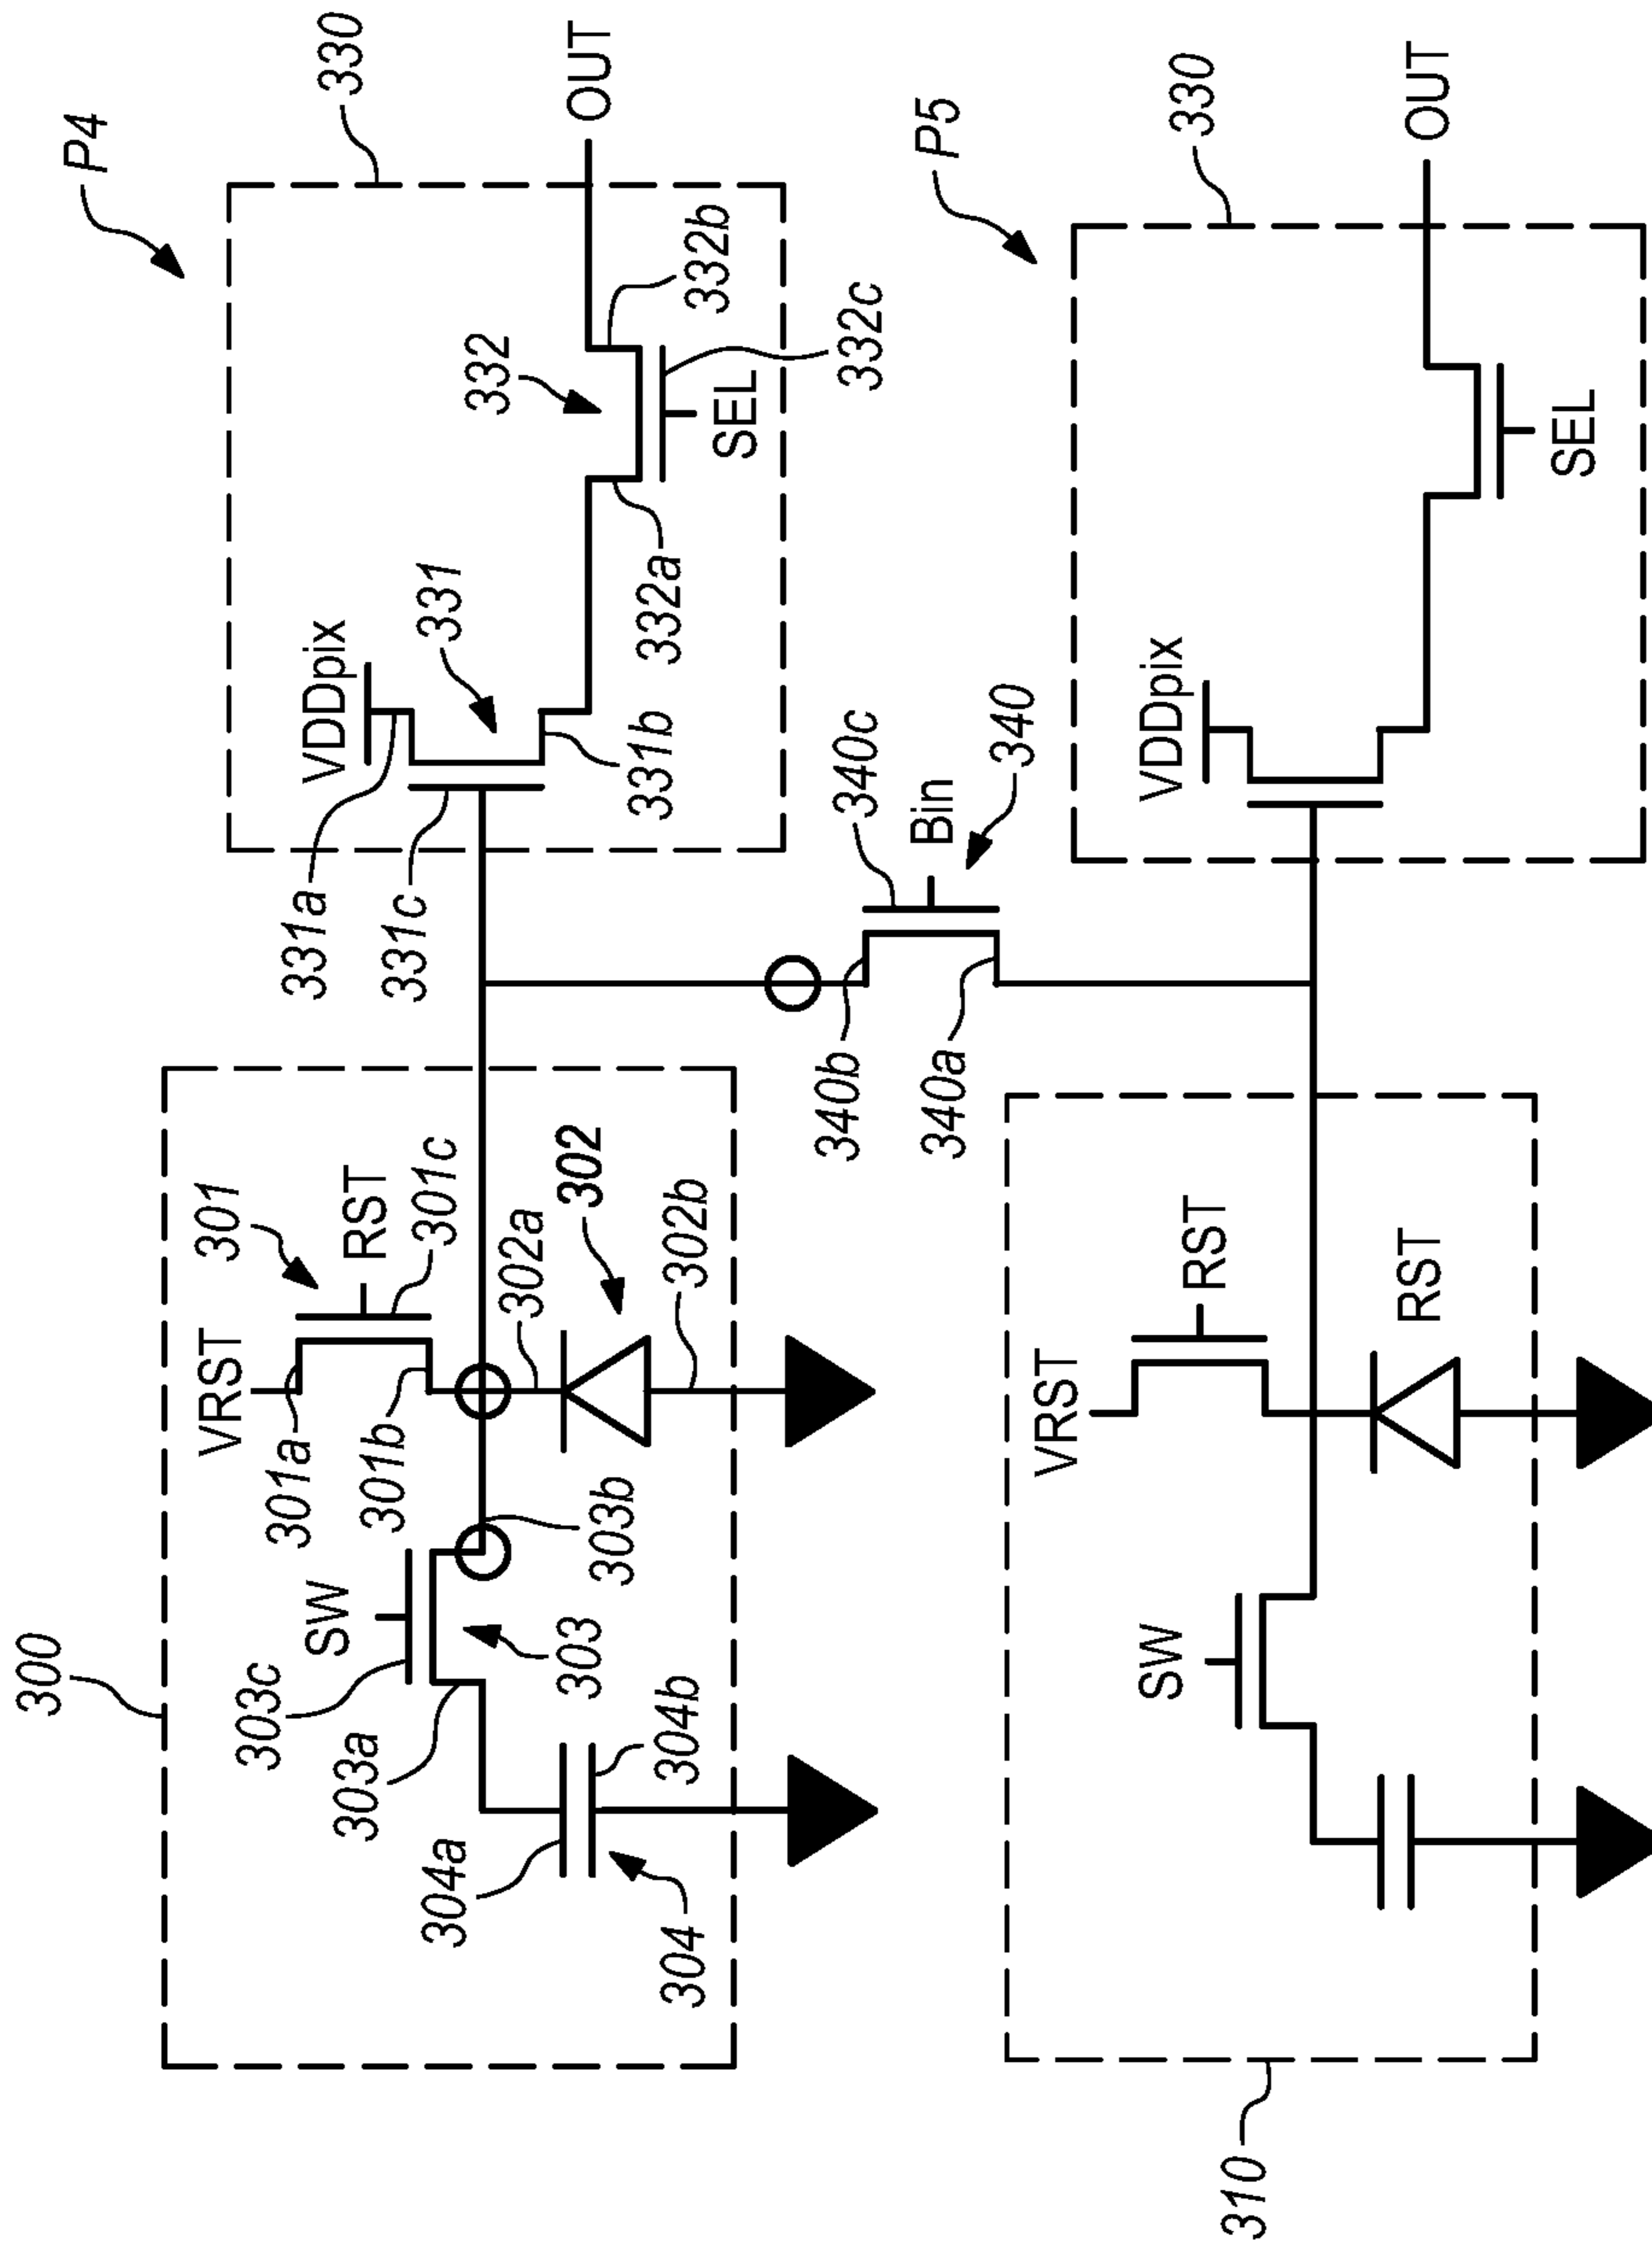 P4
330
OUT
VDDpix
331
332
332b
332c
SEL
332a
331b
331a
331c
340c
Bin
340
340b
340a
300
301
RST
301c
VRST
301a
301b
302a
302
302b
SW
303c
303a
303
303b
304a
304b
304
P5
330
OUT
VDDpix
SEL
310
VRST
RST
RST
SW